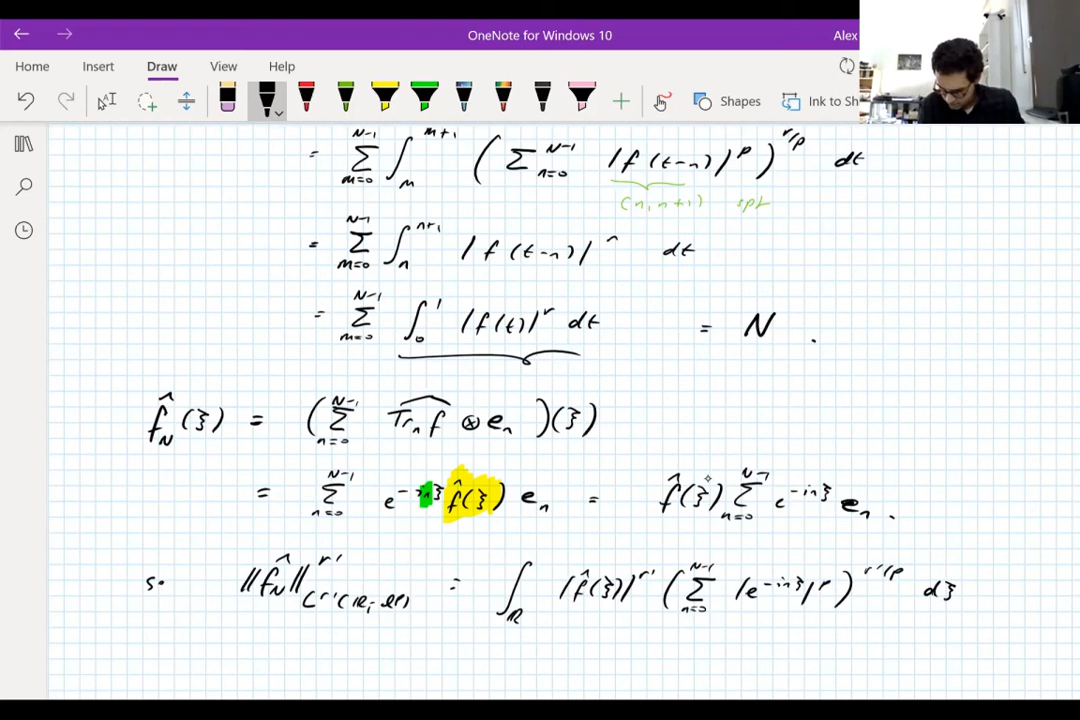 OneNote for Windows 10
Alex
Home Insert Draw View Help
Shapes Ink to Sh
= Σ_{m=0}^{N-1} ∫_m^{m+1} ( Σ_{n=0}^{N-1} |f(t-n)|^p )^{r/p} dt
(n, n+1) spt
= Σ_{m=0}^{N-1} ∫_n^{n+1} |f(t-n)|^r dt
= Σ_{m=0}^{N-1} ∫_0^1 |f(t)|^r dt = N .
f̂_N(ξ) = ( Σ_{n=0}^{N-1} \widehat{Tr_n f} ⊗ e_n )(ξ)
= Σ_{n=0}^{N-1} e^{-inξ} f̂(ξ) e_n = f̂(ξ) Σ_{n=0}^{N-1} e^{-inξ} e_n .
so ||f̂_N||_{L^{r'}(ℝ; ℓ^p)}^{r'} = ∫_ℝ |f̂(ξ)|^{r'} ( Σ_{n=0}^{N-1} |e^{-inξ}|^p )^{r'/p} dξ